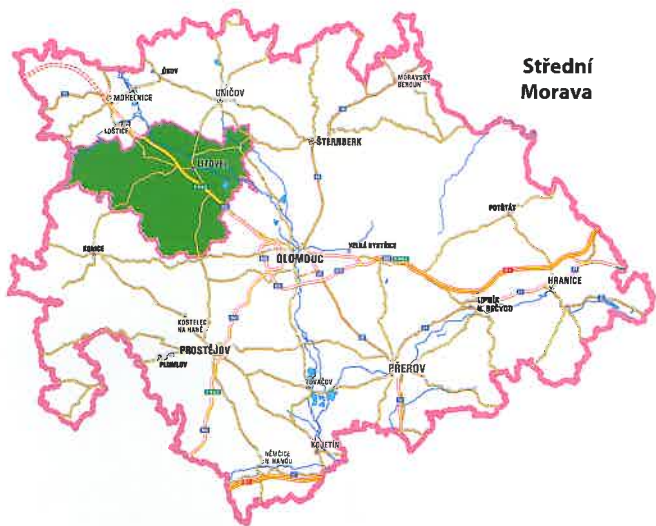 Střední
Morava
MORAVSKÝ
BEROUN
ÚSOV
UNIČOV
MOHELNICE
LOŠTICE
ŠTERNBERK
LITOVEL
POTŠTÁT
KONICE
VELKÁ BYSTŘICE
OLOMOUC
HRANICE
LIPNÍK
N. BEČVOU
KOSTELEC
NA HANÉ
PROSTĚJOV
PLUMLOV
PŘEROV
TOVAČOV
KOJETÍN
NĚMČICE
N. HANOU